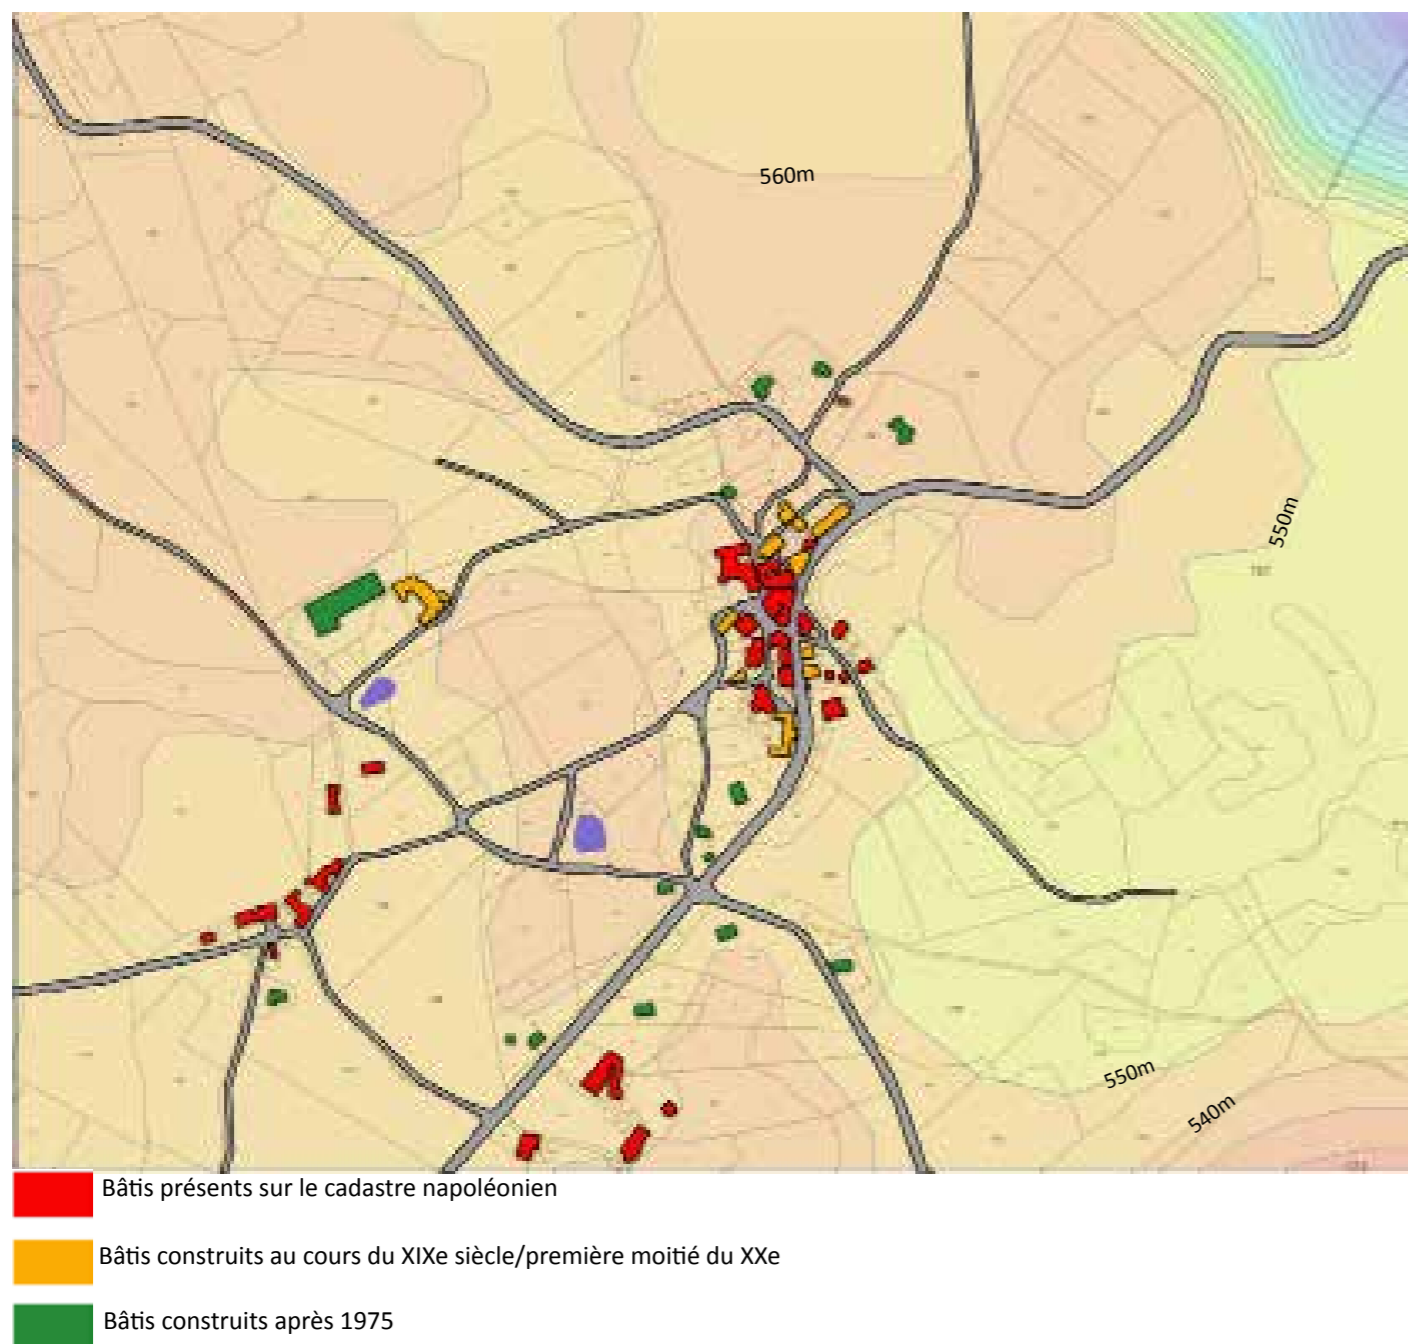 560m
550m
550m
540m
Bâtis présents sur le cadastre napoléonien
Bâtis construits au cours du XIXe siècle/première moitié du XXe
Bâtis construits après 1975